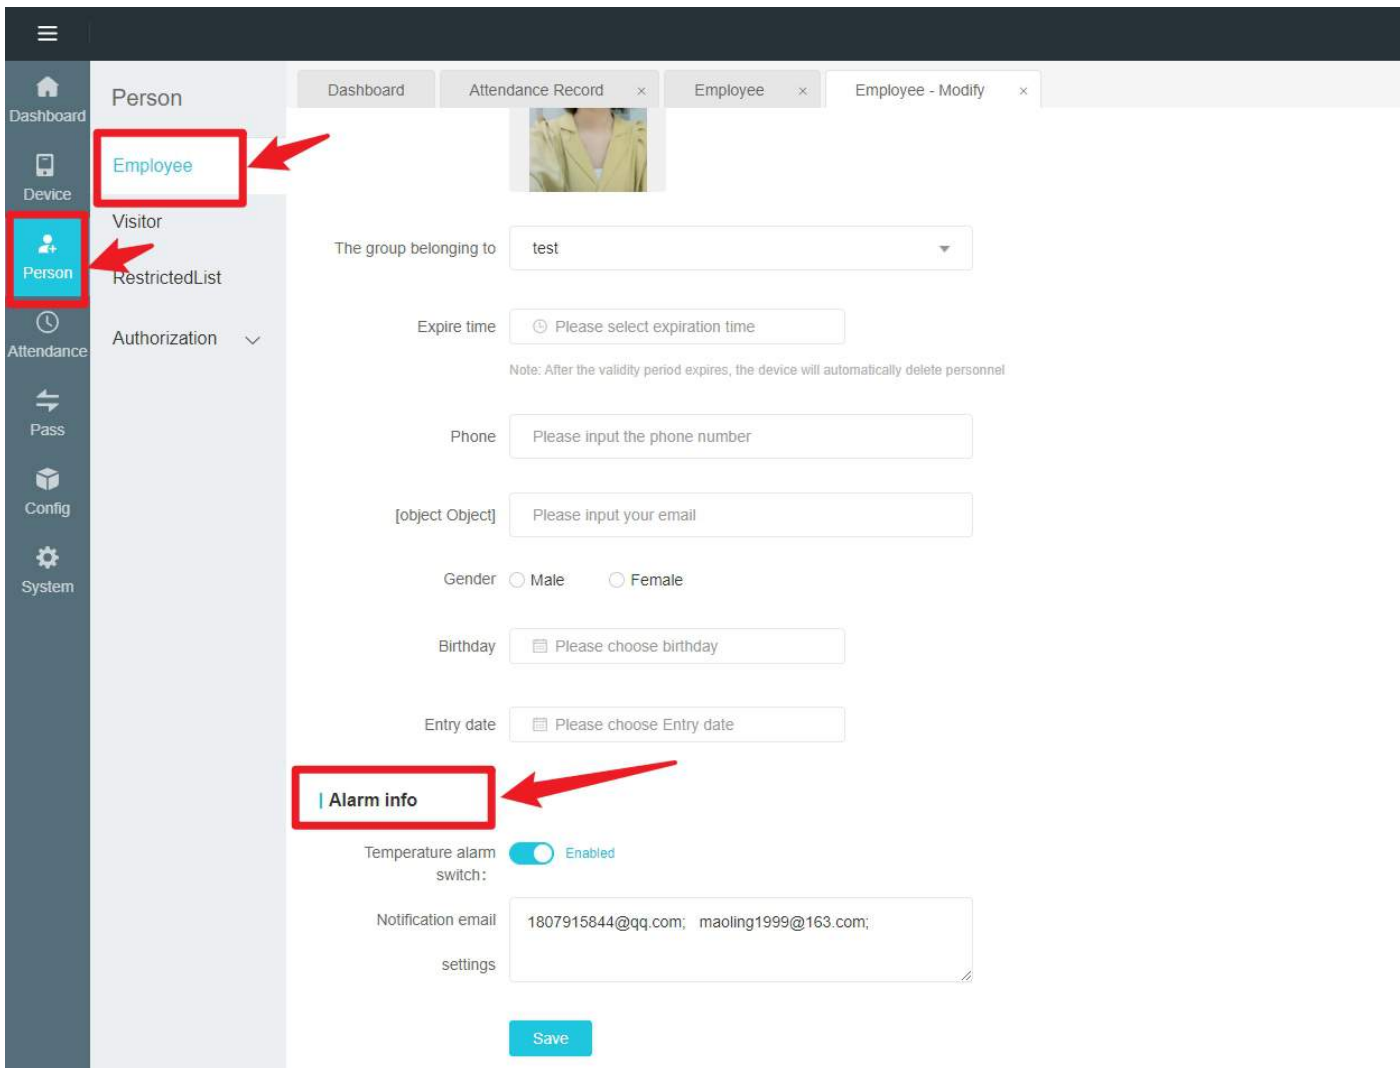 Dashboard
Device
Person
Attendance
Pass
Config
System
Person
Employee
Visitor
RestrictedList
Authorization
Dashboard Attendance Record × Employee × Employee - Modify ×
The group belonging to test
Expire time Please select expiration time
Note: After the validity period expires, the device will automatically delete personnel
Phone Please input the phone number
[object Object] Please input your email
Gender Male Female
Birthday Please choose birthday
Entry date Please choose Entry date
Alarm info
Temperature alarm Enabled
switch:
Notification email 1807915844@qq.com; maoling1999@163.com;
settings
Save